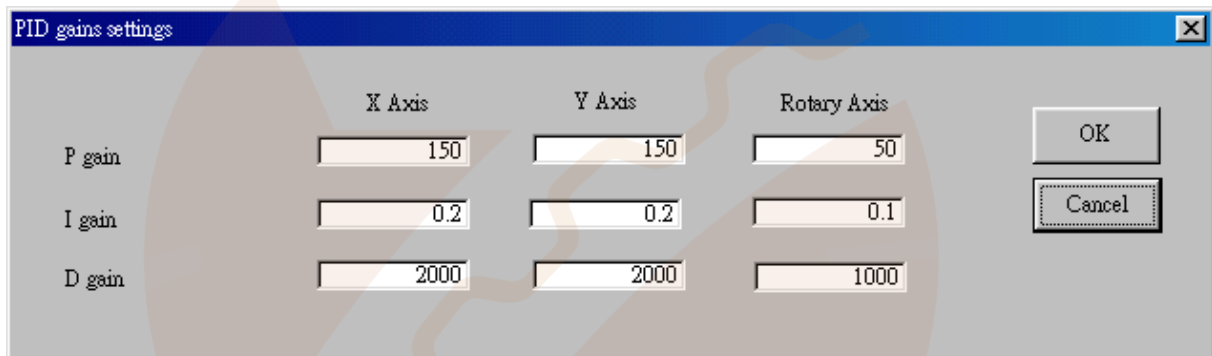 PID gains settings
X Axis Y Axis Rotary Axis
P gain 150 150 50 OK
I gain 0.2 0.2 0.1 Cancel
D gain 2000 2000 1000